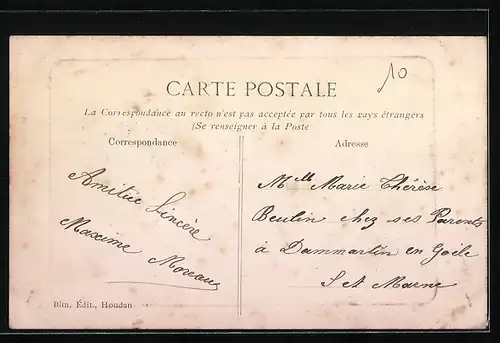 10
CARTE POSTALE
La Correspondance au recto n'est pas acceptée par tous les pays étrangers
(Se renseigner à la Poste
Correspondance
Adresse
Amitiée Sincère
Maxime Moreau
Mlle Marie Thérèse
Beulin chez ses Parents
à Dammartin en Goële
S et Marne
Blin, Édit., Houdan